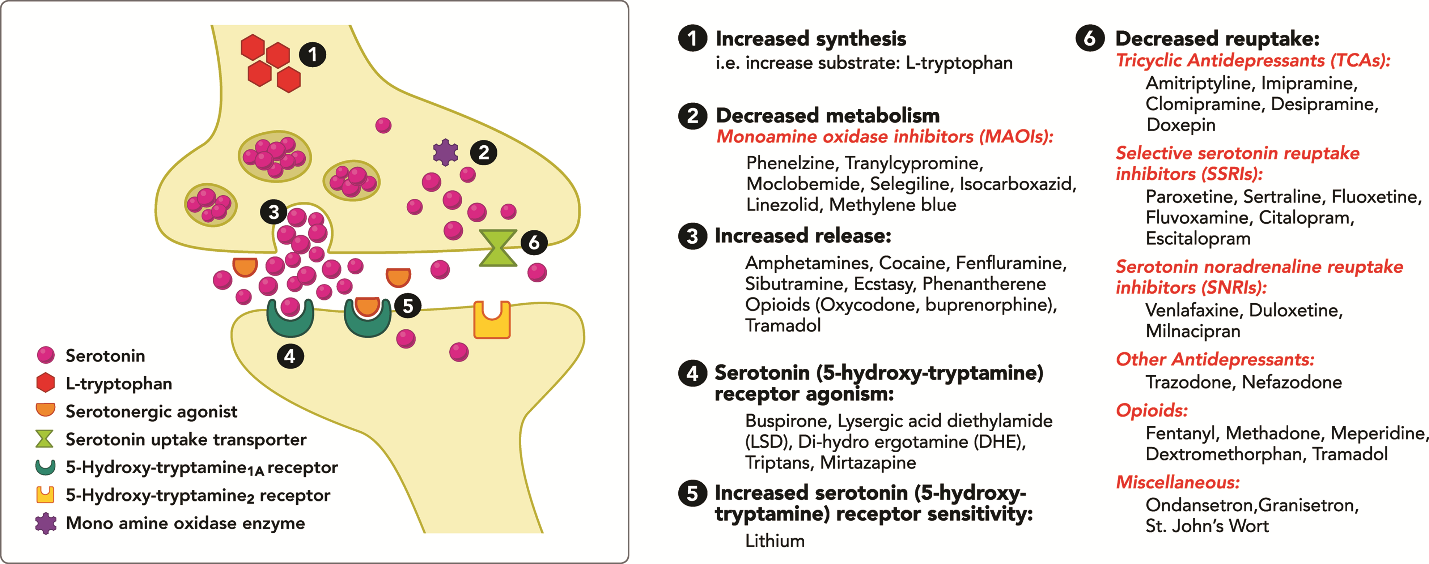 1
2
3
6
5
4
Serotonin
L-tryptophan
Serotonergic agonist
Serotonin uptake transporter
5-Hydroxy-tryptamine1A receptor
5-Hydroxy-tryptamine2 receptor
Mono amine oxidase enzyme
1 Increased synthesis
i.e. increase substrate: L-tryptophan
2 Decreased metabolism
Monoamine oxidase inhibitors (MAOIs):
Phenelzine, Tranylcypromine,
Moclobemide, Selegiline, Isocarboxazid,
Linezolid, Methylene blue
3 Increased release:
Amphetamines, Cocaine, Fenfluramine,
Sibutramine, Ecstasy, Phenantherene
Opioids (Oxycodone, buprenorphine),
Tramadol
4 Serotonin (5-hydroxy-tryptamine)
receptor agonism:
Buspirone, Lysergic acid diethylamide
(LSD), Di-hydro ergotamine (DHE),
Triptans, Mirtazapine
5 Increased serotonin (5-hydroxy-
tryptamine) receptor sensitivity:
Lithium
6 Decreased reuptake:
Tricyclic Antidepressants (TCAs):
Amitriptyline, Imipramine,
Clomipramine, Desipramine,
Doxepin
Selective serotonin reuptake
inhibitors (SSRIs):
Paroxetine, Sertraline, Fluoxetine,
Fluvoxamine, Citalopram,
Escitalopram
Serotonin noradrenaline reuptake
inhibitors (SNRIs):
Venlafaxine, Duloxetine,
Milnacipran
Other Antidepressants:
Trazodone, Nefazodone
Opioids:
Fentanyl, Methadone, Meperidine,
Dextromethorphan, Tramadol
Miscellaneous:
Ondansetron,Granisetron,
St. John's Wort